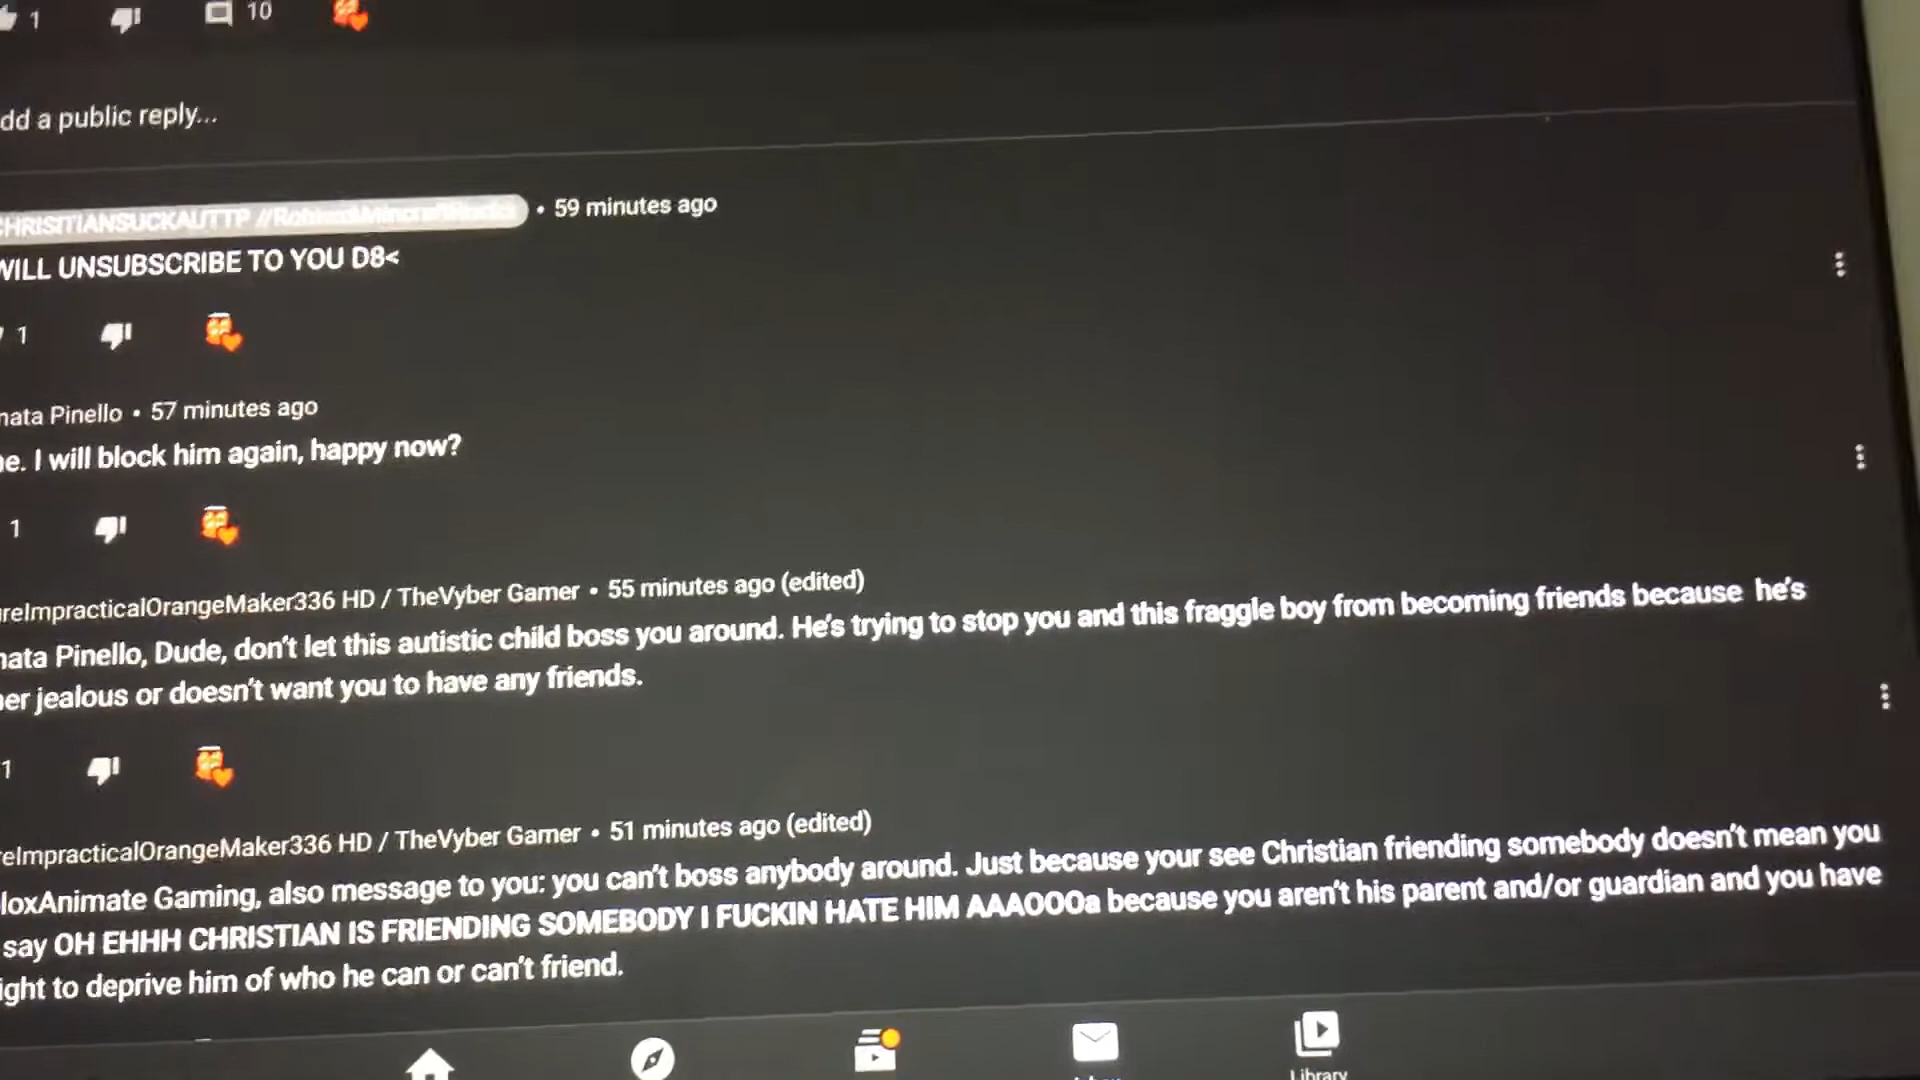 1 10
dd a public reply...
CHRISITIANSUCKAUTTP • 59 minutes ago
WILL UNSUBSCRIBE TO YOU D8<
1
nata Pinello • 57 minutes ago
ne. I will block him again, happy now?
1
ureImpracticalOrangeMaker336 HD / TheVyber Gamer • 55 minutes ago (edited)
nata Pinello, Dude, don't let this autistic child boss you around. He's trying to stop you and this fraggle boy from becoming friends because he's
her jealous or doesn't want you to have any friends.
1
reImpracticalOrangeMaker336 HD / TheVyber Gamer • 51 minutes ago (edited)
loxAnimate Gaming, also message to you: you can't boss anybody around. Just because your see Christian friending somebody doesn't mean you
say OH EHHH CHRISTIAN IS FRIENDING SOMEBODY I FUCKIN HATE HIM AAAOOOa because you aren't his parent and/or guardian and you have
ight to deprive him of who he can or can't friend.
Library